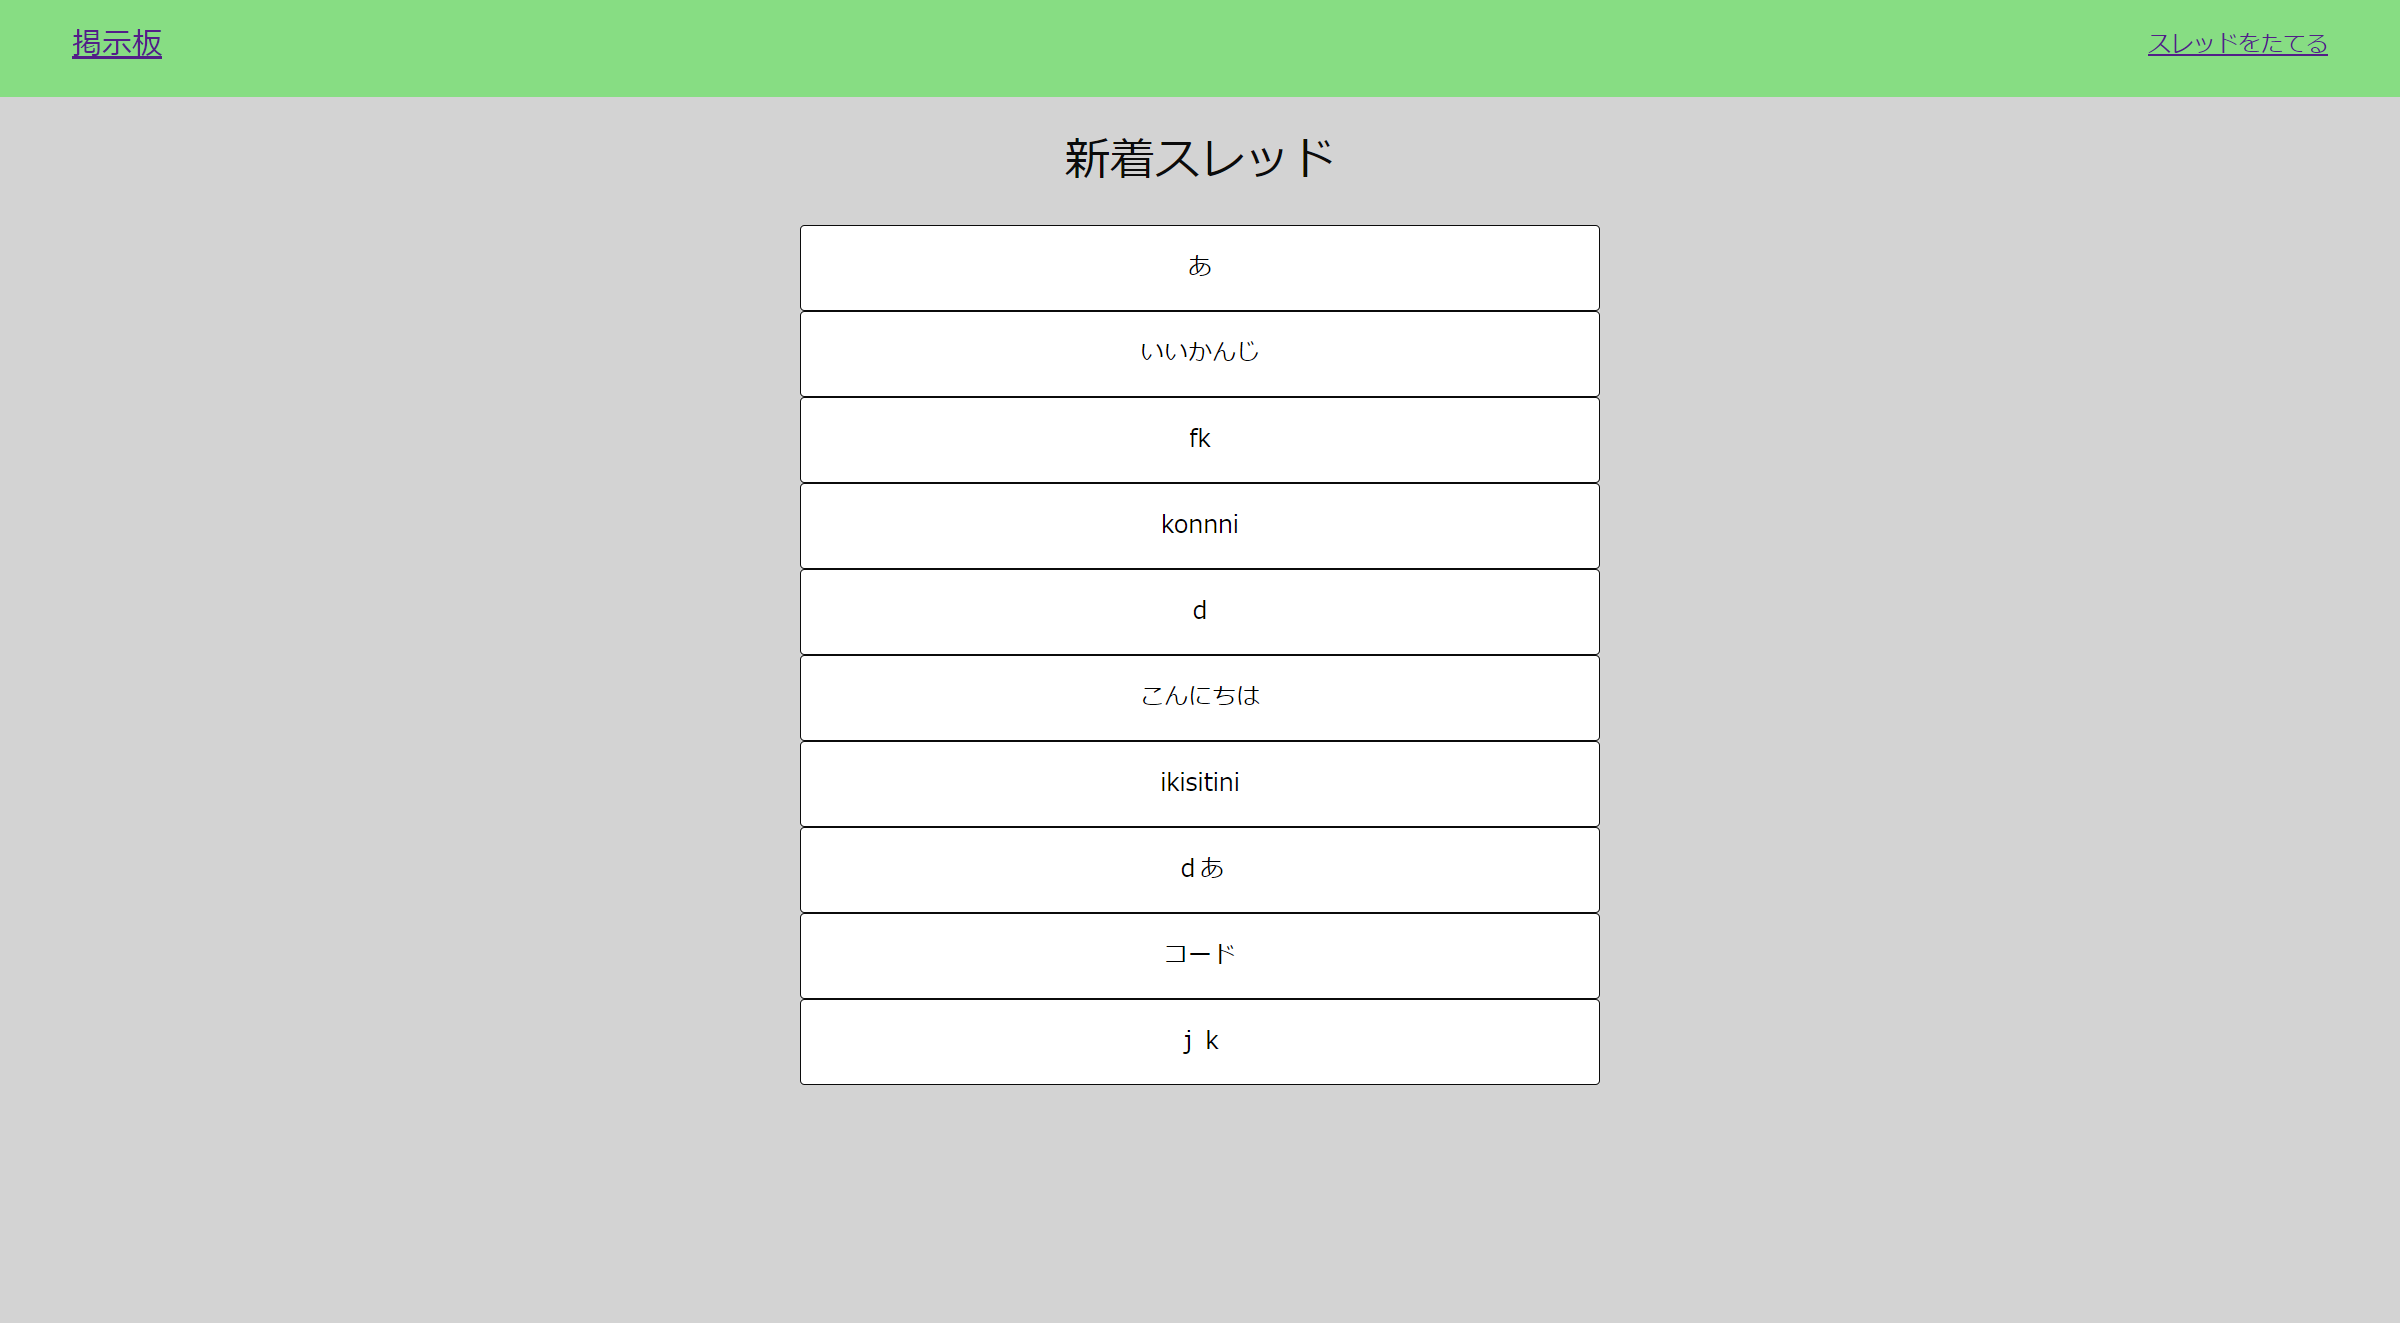 掲示板 スレッドをたてる
新着スレッド
あ
いいかんじ
fk
konnni
d
こんにちは
ikisitini
dあ
コード
j k